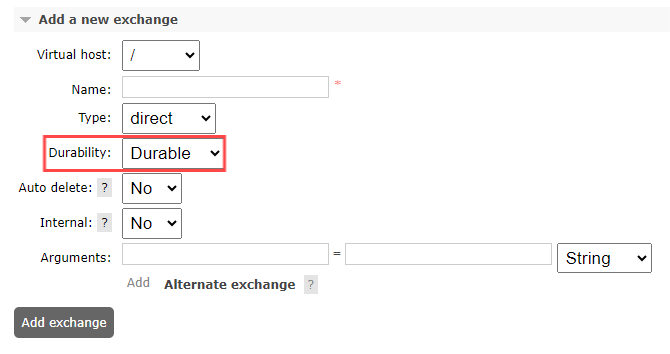 Add a new exchange
Virtual host: /
Name: *
Type: direct
Durability: Durable
Auto delete: ? No
Internal: ? No
Arguments: = String
Add Alternate exchange ?
Add exchange